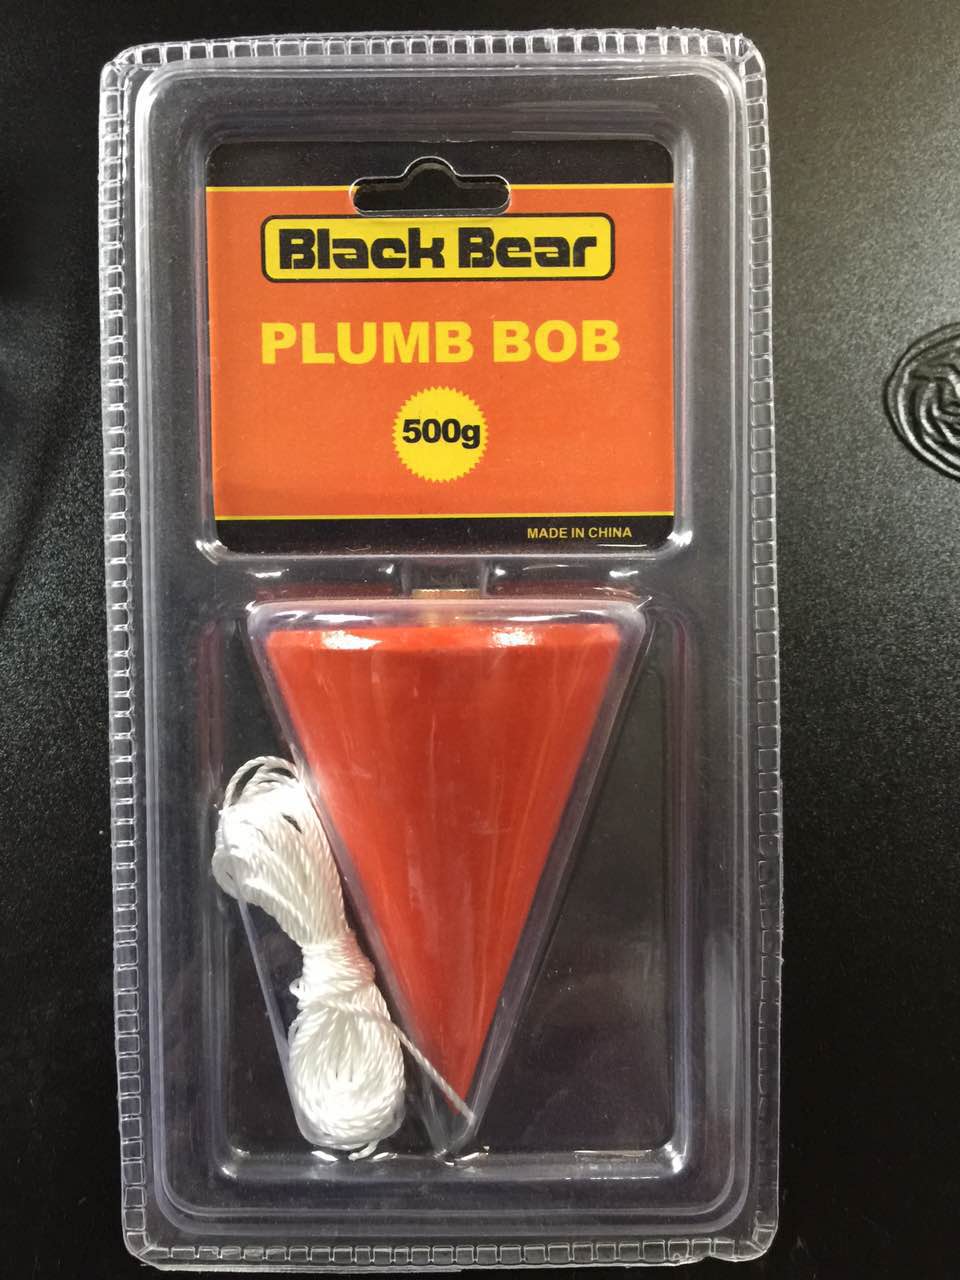 Black Bear
PLUMB BOB
500g
MADE IN CHINA